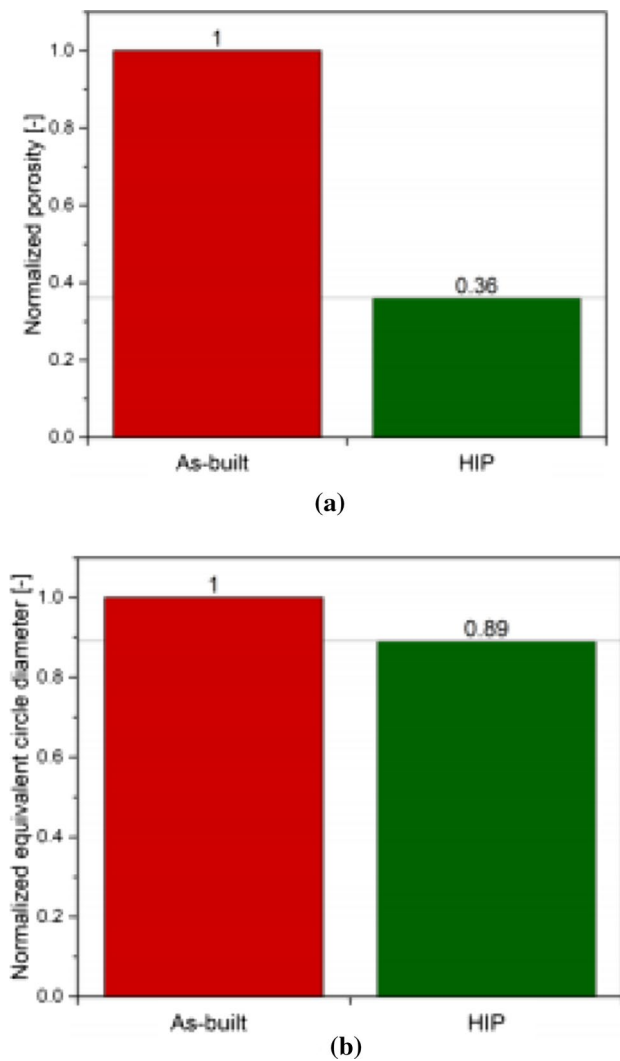 1
1.0
0.8
0.6
0.4
0.2
0.0
Normalized porosity [-]
0.36
As-built HIP
(a)
1
1.0
0.8
0.6
0.4
0.2
0.0
Normalized equivalent circle diameter [-]
0.89
As-built HIP
(b)